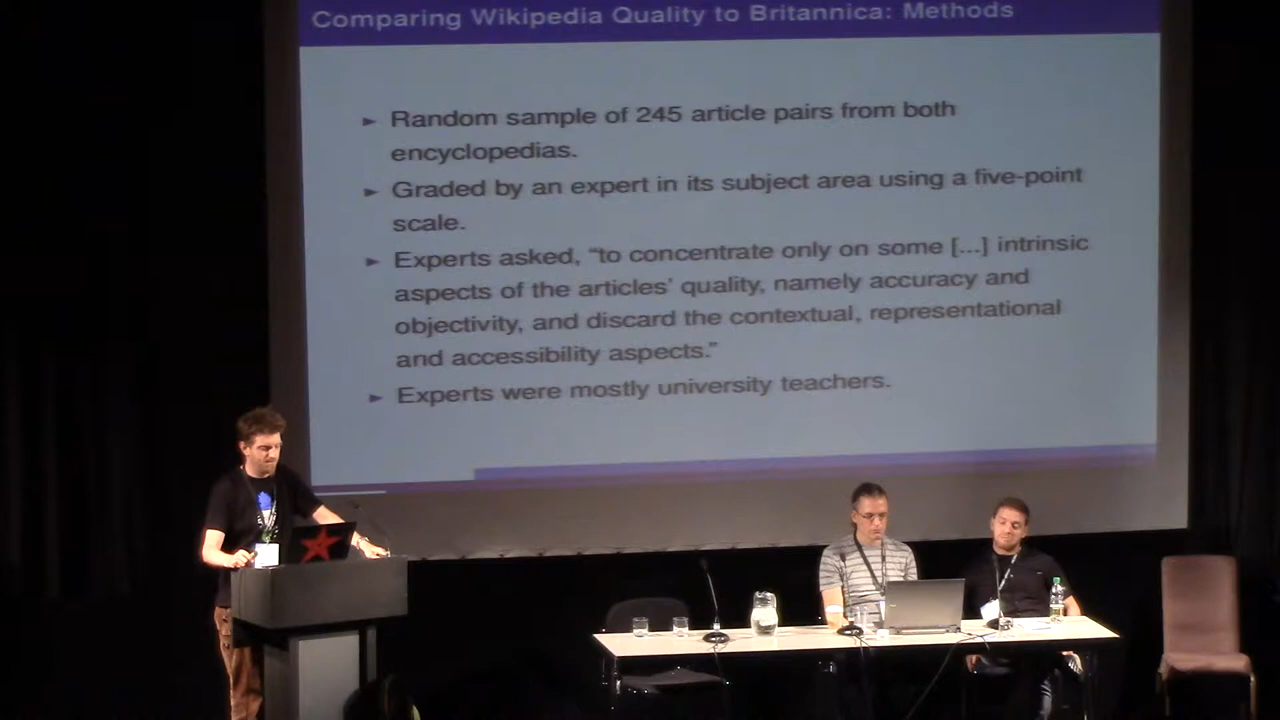 Comparing Wikipedia Quality to Britannica: Methods
► Random sample of 245 article pairs from both
encyclopedias.
► Graded by an expert in its subject area using a five-point
scale.
► Experts asked, “to concentrate only on some [...] intrinsic
aspects of the articles’ quality, namely accuracy and
objectivity, and discard the contextual, representational
and accessibility aspects.”
► Experts were mostly university teachers.